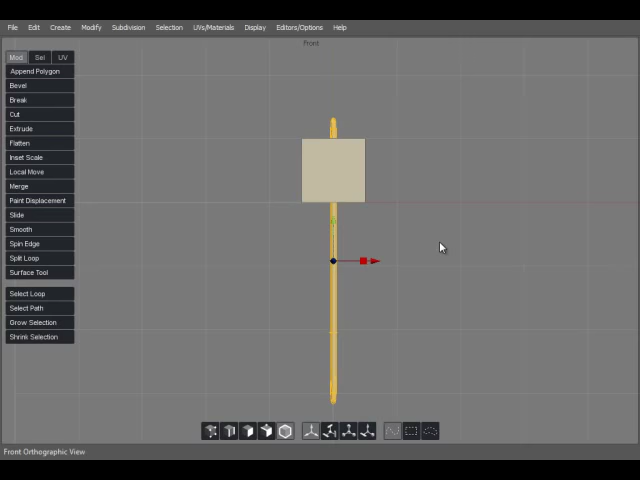 File Edit Create Modify Subdivision Selection UVs/Materials Display Editors/Options Help
Front
Mod Sel UV
Append Polygon
Bevel
Break
Cut
Extrude
Flatten
Inset Scale
Local Move
Merge
Paint Displacement
Slide
Smooth
Spin Edge
Split Loop
Surface Tool
Select Loop
Select Path
Grow Selection
Shrink Selection
Front Orthographic View